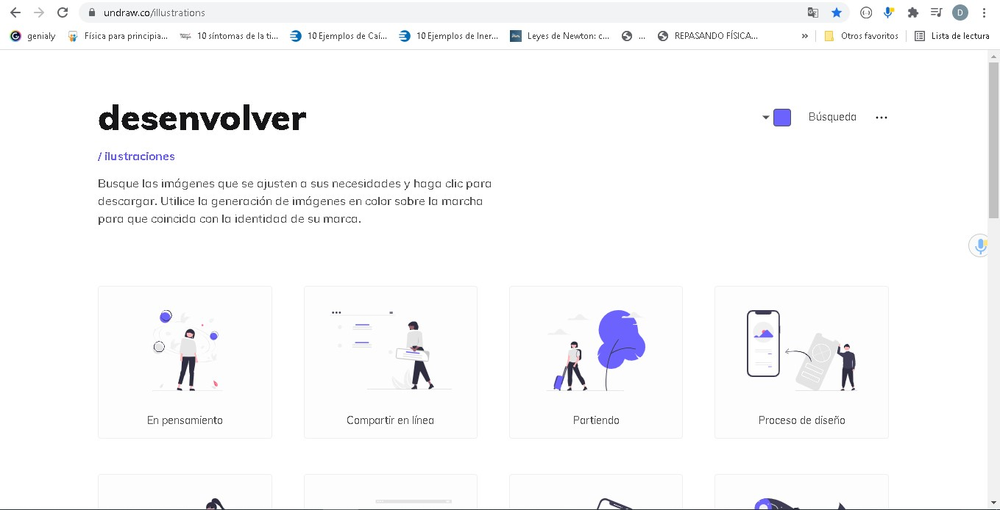 undraw.co/illustrations
D
genialy
Física para principia...
10 síntomas de la ti...
10 Ejemplos de Caí...
10 Ejemplos de Iner...
Leyes de Newton: c...
...
REPASANDO FÍSICA...
»
Otros favoritos
Lista de lectura
desenvolver
Búsqueda
/ ilustraciones
Busque las imágenes que se ajusten a sus necesidades y haga clic para
descargar. Utilice la generación de imágenes en color sobre la marcha
para que coincida con la identidad de su marca.
En pensamiento
Compartir en línea
Partiendo
Proceso de diseño